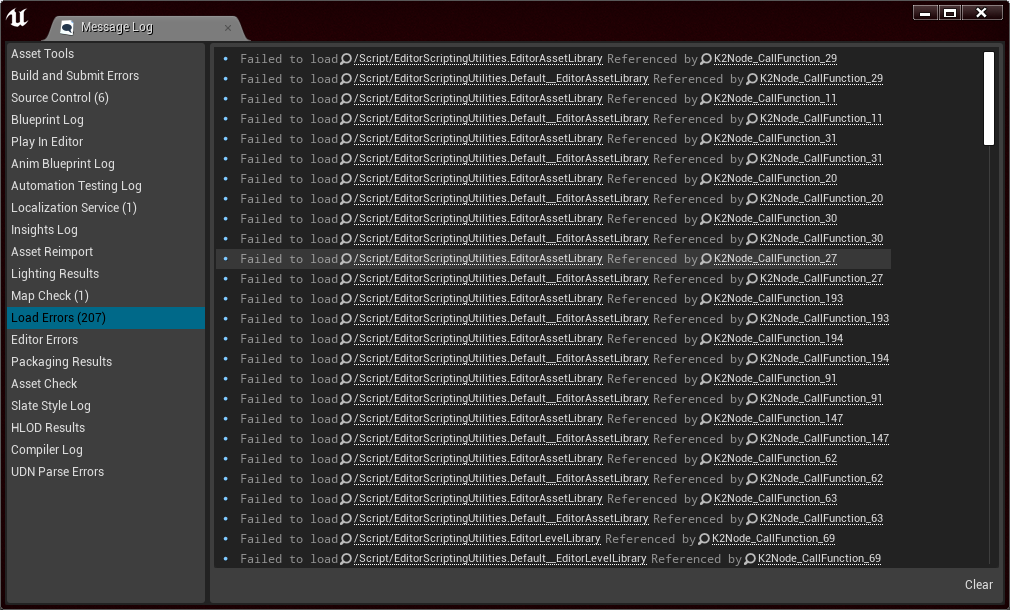 Message Log
Asset Tools
Build and Submit Errors
Source Control (6)
Blueprint Log
Play In Editor
Anim Blueprint Log
Automation Testing Log
Localization Service (1)
Insights Log
Asset Reimport
Lighting Results
Map Check (1)
Load Errors (207)
Editor Errors
Packaging Results
Asset Check
Slate Style Log
HLOD Results
Compiler Log
UDN Parse Errors
Failed to load /Script/EditorScriptingUtilities.EditorAssetLibrary Referenced by K2Node_CallFunction_29
Failed to load /Script/EditorScriptingUtilities.Default__EditorAssetLibrary Referenced by K2Node_CallFunction_29
Failed to load /Script/EditorScriptingUtilities.EditorAssetLibrary Referenced by K2Node_CallFunction_11
Failed to load /Script/EditorScriptingUtilities.Default__EditorAssetLibrary Referenced by K2Node_CallFunction_11
Failed to load /Script/EditorScriptingUtilities.EditorAssetLibrary Referenced by K2Node_CallFunction_31
Failed to load /Script/EditorScriptingUtilities.Default__EditorAssetLibrary Referenced by K2Node_CallFunction_31
Failed to load /Script/EditorScriptingUtilities.EditorAssetLibrary Referenced by K2Node_CallFunction_20
Failed to load /Script/EditorScriptingUtilities.Default__EditorAssetLibrary Referenced by K2Node_CallFunction_20
Failed to load /Script/EditorScriptingUtilities.EditorAssetLibrary Referenced by K2Node_CallFunction_30
Failed to load /Script/EditorScriptingUtilities.Default__EditorAssetLibrary Referenced by K2Node_CallFunction_30
Failed to load /Script/EditorScriptingUtilities.EditorAssetLibrary Referenced by K2Node_CallFunction_27
Failed to load /Script/EditorScriptingUtilities.Default__EditorAssetLibrary Referenced by K2Node_CallFunction_27
Failed to load /Script/EditorScriptingUtilities.EditorAssetLibrary Referenced by K2Node_CallFunction_193
Failed to load /Script/EditorScriptingUtilities.Default__EditorAssetLibrary Referenced by K2Node_CallFunction_193
Failed to load /Script/EditorScriptingUtilities.EditorAssetLibrary Referenced by K2Node_CallFunction_194
Failed to load /Script/EditorScriptingUtilities.Default__EditorAssetLibrary Referenced by K2Node_CallFunction_194
Failed to load /Script/EditorScriptingUtilities.EditorAssetLibrary Referenced by K2Node_CallFunction_91
Failed to load /Script/EditorScriptingUtilities.Default__EditorAssetLibrary Referenced by K2Node_CallFunction_91
Failed to load /Script/EditorScriptingUtilities.EditorAssetLibrary Referenced by K2Node_CallFunction_147
Failed to load /Script/EditorScriptingUtilities.Default__EditorAssetLibrary Referenced by K2Node_CallFunction_147
Failed to load /Script/EditorScriptingUtilities.EditorAssetLibrary Referenced by K2Node_CallFunction_62
Failed to load /Script/EditorScriptingUtilities.Default__EditorAssetLibrary Referenced by K2Node_CallFunction_62
Failed to load /Script/EditorScriptingUtilities.EditorAssetLibrary Referenced by K2Node_CallFunction_63
Failed to load /Script/EditorScriptingUtilities.Default__EditorAssetLibrary Referenced by K2Node_CallFunction_63
Failed to load /Script/EditorScriptingUtilities.EditorLevelLibrary Referenced by K2Node_CallFunction_69
Failed to load /Script/EditorScriptingUtilities.Default__EditorLevelLibrary Referenced by K2Node_CallFunction_69
Clear